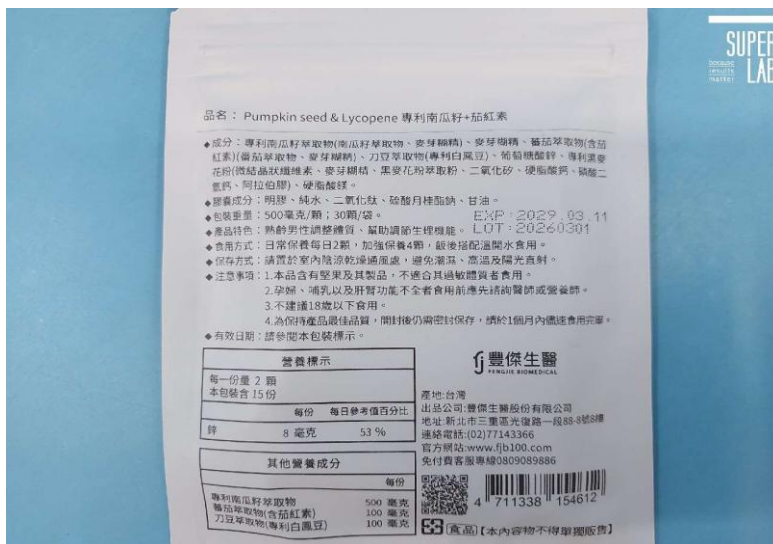 SUPER
because
results
matter
LAB
品名： Pumpkin seed & Lycopene 專利南瓜籽+茄紅素
◆成分：專利南瓜籽萃取物(南瓜籽萃取物、麥芽糊精)、麥芽糊精、蕃茄萃取物(含茄
紅素)(番茄萃取物、麥芽糊精)、刀豆萃取物(專利白鳳豆)、葡萄糖酸鋅、專利黑麥
花粉(微結晶狀纖維素、麥芽糊精、黑麥花粉萃取粉、二氧化矽、硬脂酸鈣、磷酸二
氫鈣、阿拉伯膠)、硬脂酸鎂。
◆膠囊成分：明膠、純水、二氧化鈦、硫酸月桂酯鈉、甘油。
◆包裝重量：500毫克/顆；30顆/袋。
EXP:2029.03.11
◆產品特色：熟齡男性調整體質、幫助調節生理機能。
LOT:20260301
◆食用方式：日常保養每日2顆，加強保養4顆，飯後搭配溫開水食用。
◆保存方式：請置於室內陰涼乾燥通風處，避免潮濕、高溫及陽光直射。
◆注意事項：1.本品含有堅果及其製品，不適合其過敏體質者食用。
2.孕婦、哺乳以及肝腎功能不全者食用前應先諮詢醫師或營養師。
3.不建議18歲以下食用。
4.為保持產品最佳品質，開封後仍需密封保存，請於1個月內儘速食用完畢。
◆有效日期：請參閱本包裝標示。
營養標示
每一份量 2 顆
本包裝含 15 份
每份 每日參考值百分比
鋅 8 毫克 53 %
其他營養成分
每份
專利南瓜籽萃取物 500 毫克
蕃茄萃取物(含茄紅素) 100 毫克
刀豆萃取物(專利白鳳豆) 100 毫克
fj 豐傑生醫
FENGJIE BIOMEDICAL
產地:台灣
出品公司:豐傑生醫股份有限公司
地址:新北市三重區光復路一段88-8號8樓
連絡電話:(02)77143366
官方網站:www.fjb100.com
免付費客服專線0809089886
4 711338 154612
食品【本內容物不得單獨販售】